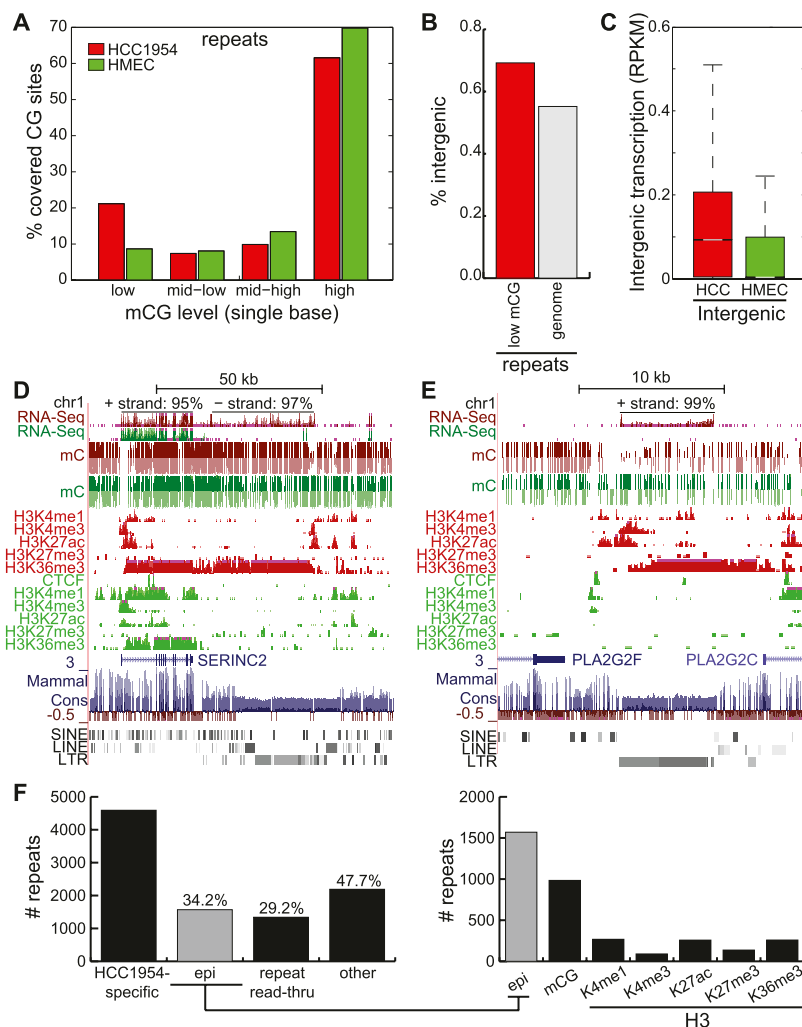 A
repeats
HCC1954
HMEC
% covered CG sites
70
60
50
40
30
20
10
0
low
mid−low
mid−high
high
mCG level (single base)
B
% intergenic
0.8
0.6
0.4
0.2
0.0
low mCG
genome
repeats
C
Intergenic transcription (RPKM)
0.6
0.4
0.2
0
HCC
HMEC
Intergenic
D
50 kb
chr1
+ strand: 95%
− strand: 97%
RNA-Seq
RNA-Seq
mC
mC
H3K4me1
H3K4me3
H3K27ac
H3K27me3
H3K36me3
CTCF
H3K4me1
H3K4me3
H3K27ac
H3K27me3
H3K36me3
3
SERINC2
Mammal
Cons
-0.5
SINE
LINE
LTR
E
10 kb
chr1
+ strand: 99%
RNA-Seq
RNA-Seq
mC
mC
H3K4me1
H3K4me3
H3K27ac
H3K27me3
H3K36me3
CTCF
H3K4me1
H3K4me3
H3K27ac
H3K27me3
H3K36me3
3
PLA2G2F
PLA2G2C
Mammal
Cons
-0.5
SINE
LINE
LTR
F
# repeats
5000
4000
3000
2000
1000
0
34.2%
29.2%
47.7%
HCC1954-
specific
epi
repeat
read-thru
other
# repeats
2000
1500
1000
500
0
epi
mCG
K4me1
K4me3
K27ac
K27me3
K36me3
H3